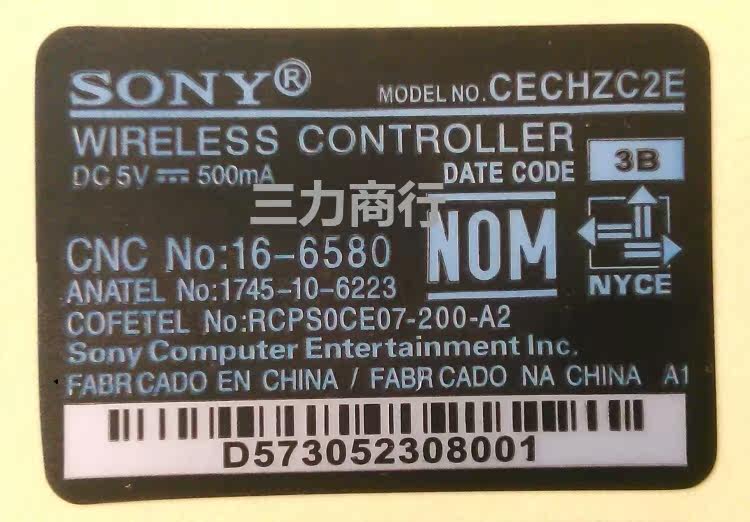 SONY® MODEL NO. CECHZC2E
WIRELESS CONTROLLER
DC 5V ⎓ 500mA DATE CODE 3B
三力商行
NOM
NYCE
CNC No:16-6580
ANATEL No:1745-10-6223
COFETEL No:RCPS0CE07-200-A2
Sony Computer Entertainment Inc.
FABR CADO EN CHINA / FABR CADO NA CHINA A1
D573052308001